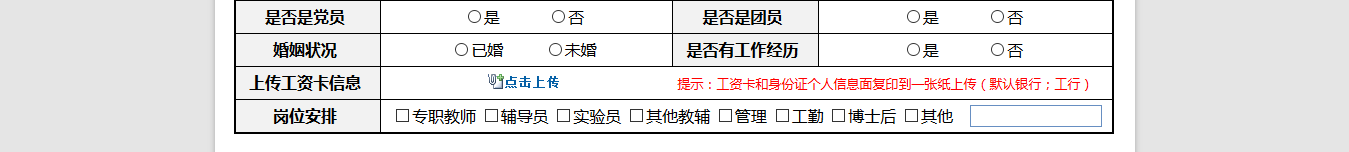 是否是党员 是 否 是否是团员 是 否
婚姻状况 已婚 未婚 是否有工作经历 是 否
上传工资卡信息 点击上传 提示：工资卡和身份证个人信息面复印到一张纸上传（默认银行；工行）
岗位安排 专职教师 辅导员 实验员 其他教辅 管理 工勤 博士后 其他